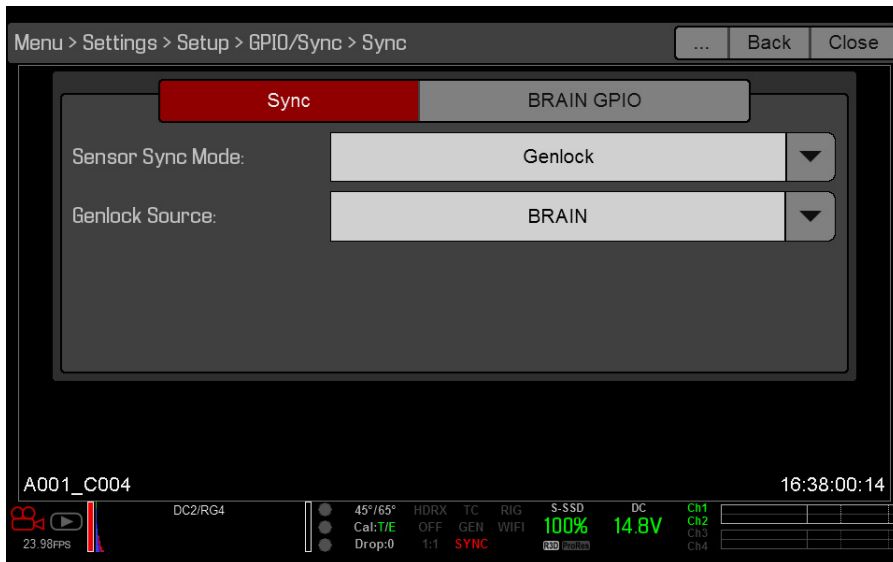 Menu > Settings > Setup > GPIO/Sync > Sync ... Back Close
Sync BRAIN GPIO
Sensor Sync Mode: Genlock
Genlock Source: BRAIN
A001_C004 16:38:00:14
DC2/RG4 45°/65° HDRX TC RIG S-SSD DC Ch1
Cal:T/E OFF GEN WIFI 100% 14.8V Ch2
23.98FPS Drop:0 1:1 SYNC R3D ProRes Ch3
Ch4